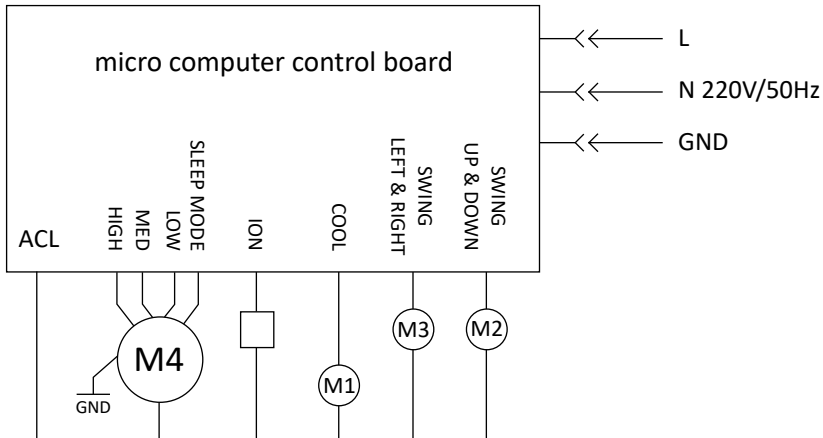 micro computer control board
L
N 220V/50Hz
GND
ACL
HIGH
MED
LOW
SLEEP MODE
ION
COOL
LEFT & RIGHT
SWING
UP & DOWN
SWING
M4
GND
M1
M3
M2